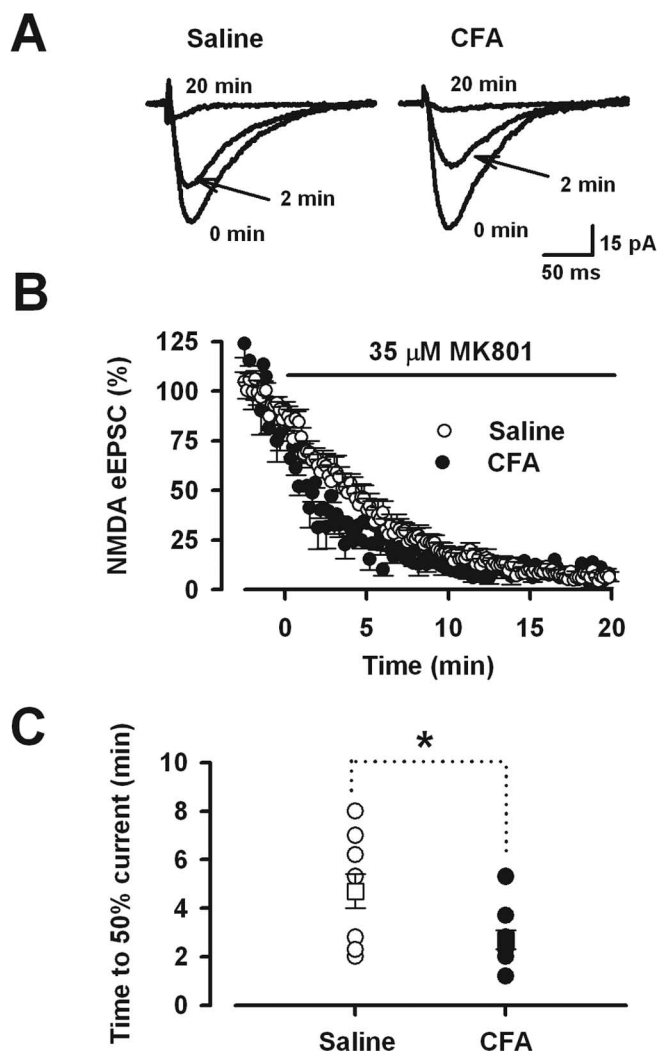 A
Saline CFA
20 min 20 min
2 min 2 min
0 min 0 min
15 pA
50 ms
B
125
35 μM MK801
100
NMDA eEPSC (%)
75
Saline
CFA
50
25
0
0 5 10 15 20
Time (min)
C
*
Time to 50% current (min)
10
8
6
4
2
0
Saline CFA